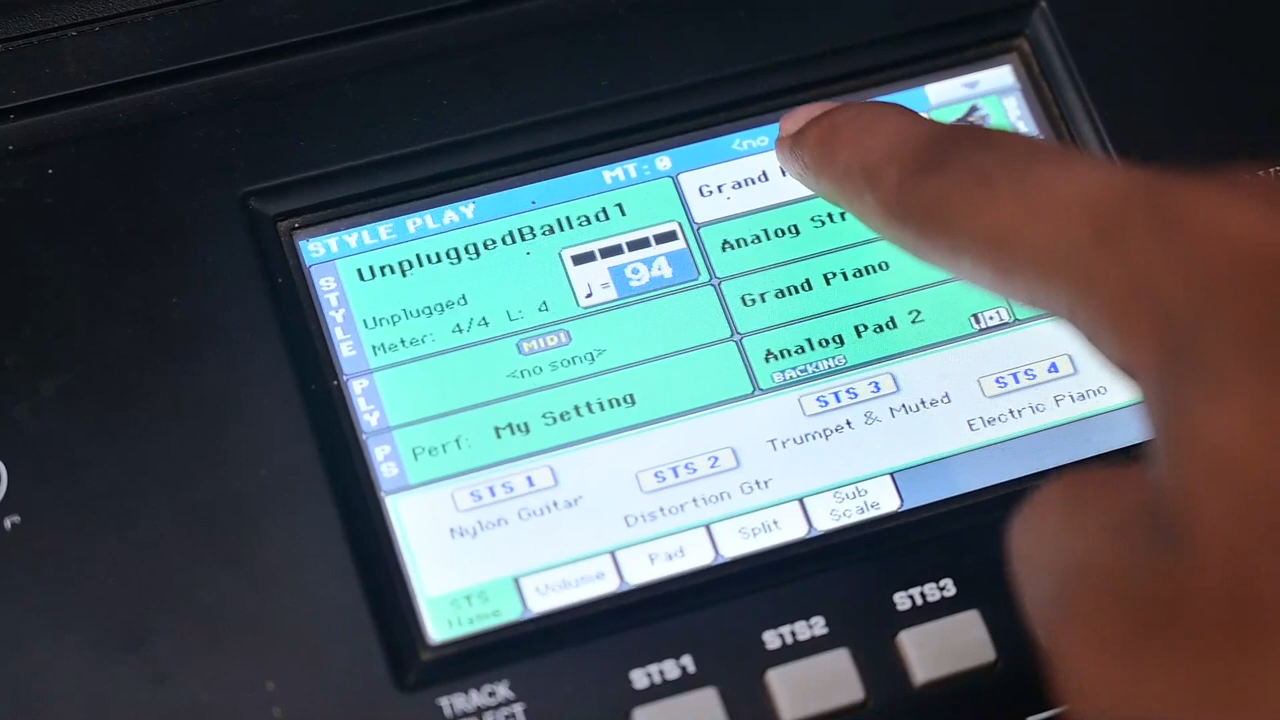 STYLE PLAY
MT: 0
<no
STYLE
UnpluggedBallad1
Unplugged
Meter: 4/4 L: 4
♩= 94
PLY
MIDI
<no song>
PS
Perf: My Setting
Grand
Analog Str
Grand Piano
Analog Pad 2
BACKING
STS 1
Nylon Guitar
STS 2
Distortion Gtr
STS 3
Trumpet & Muted
STS 4
Electric Piano
STS
Name
Volume
Pad
Split
Sub
Scale
TRACK
STS1
STS2
STS3